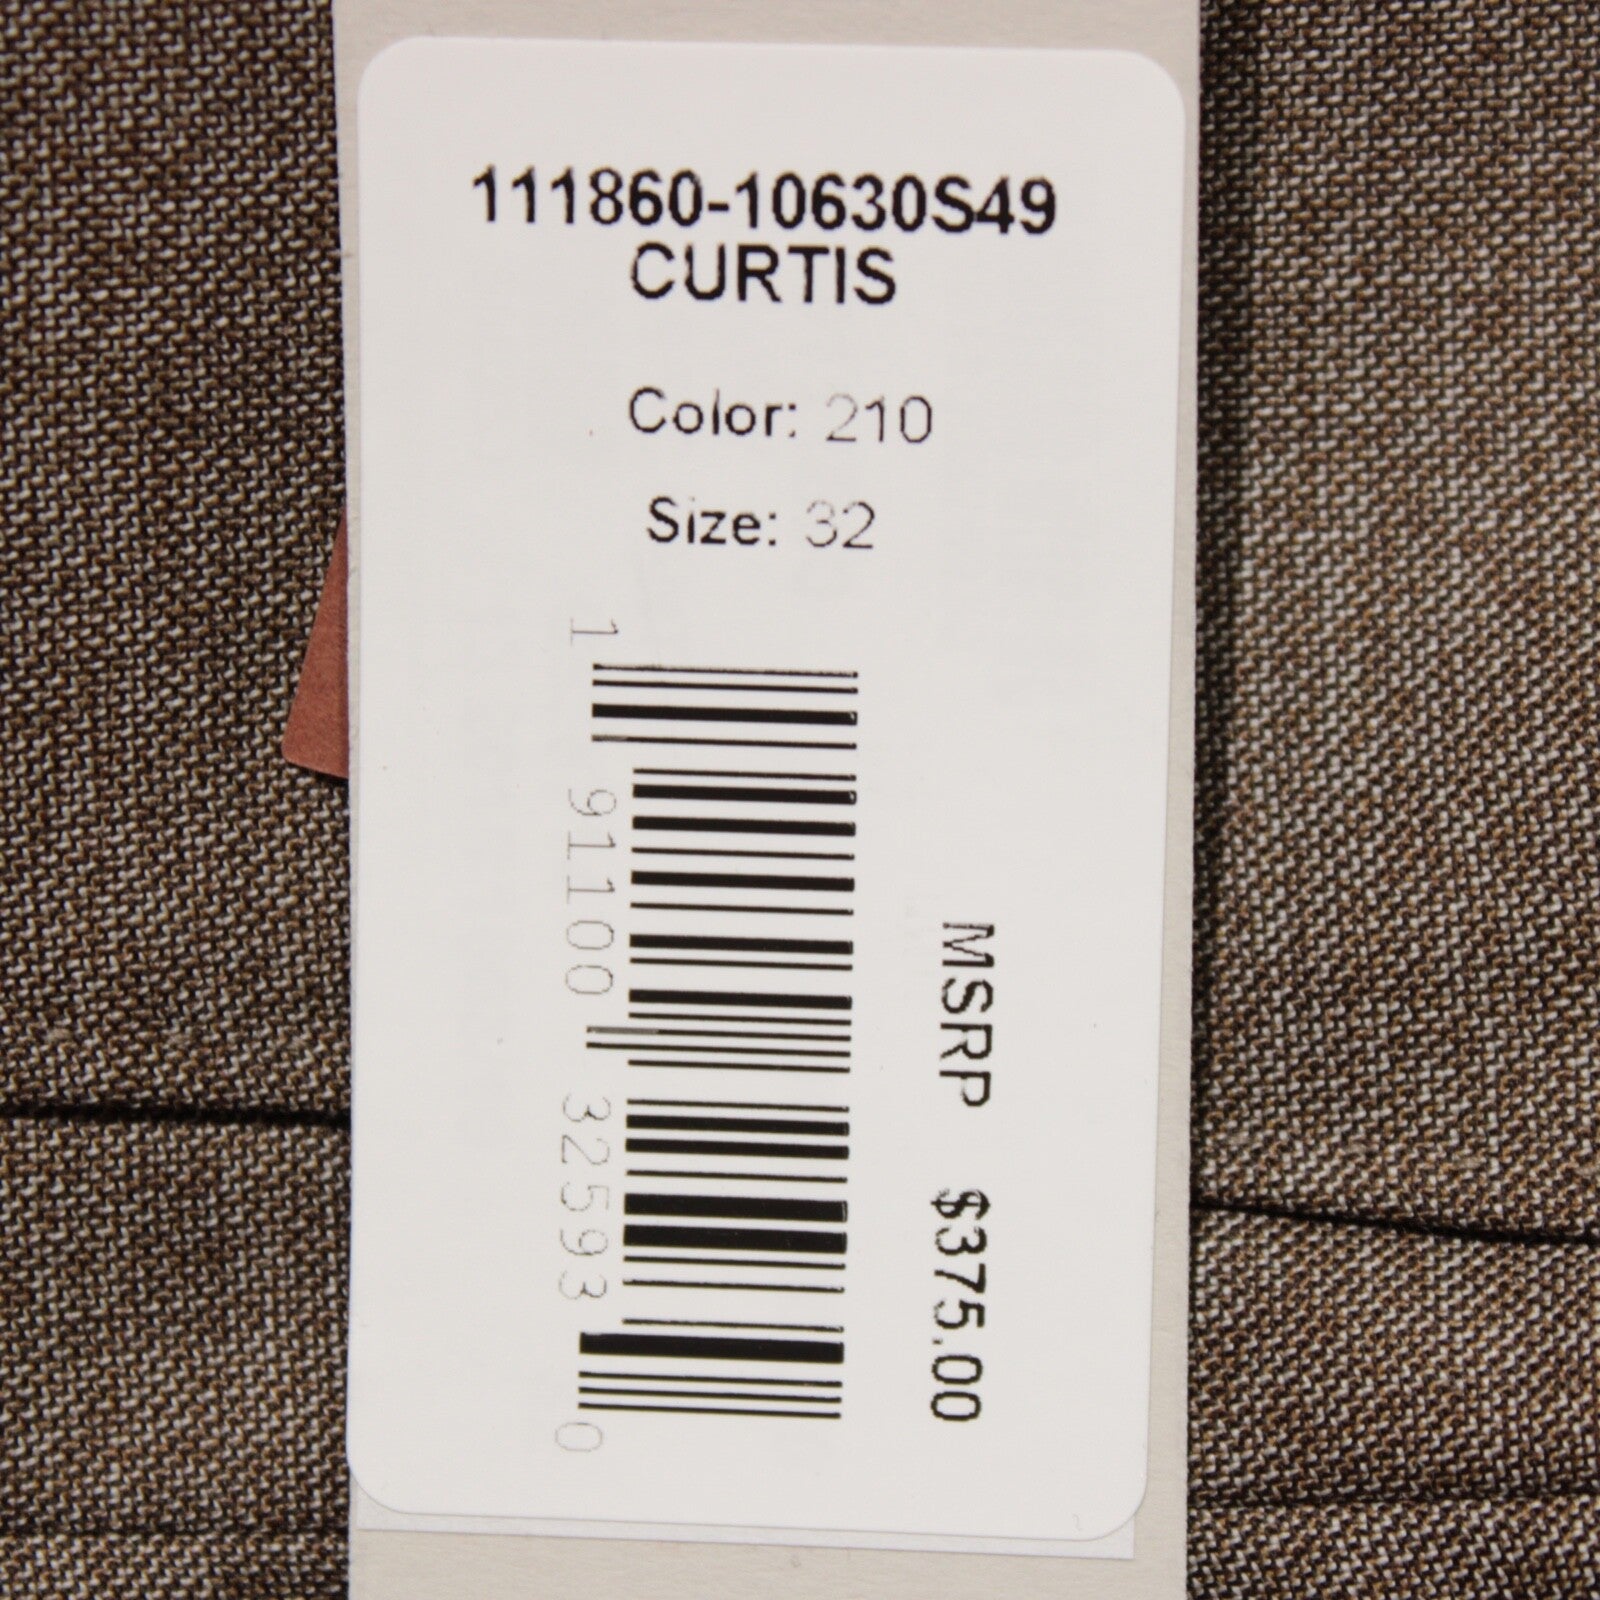 111860-10630S49
CURTIS
Color: 210
Size: 32
1 91100 32593 0
MSRP $375.00